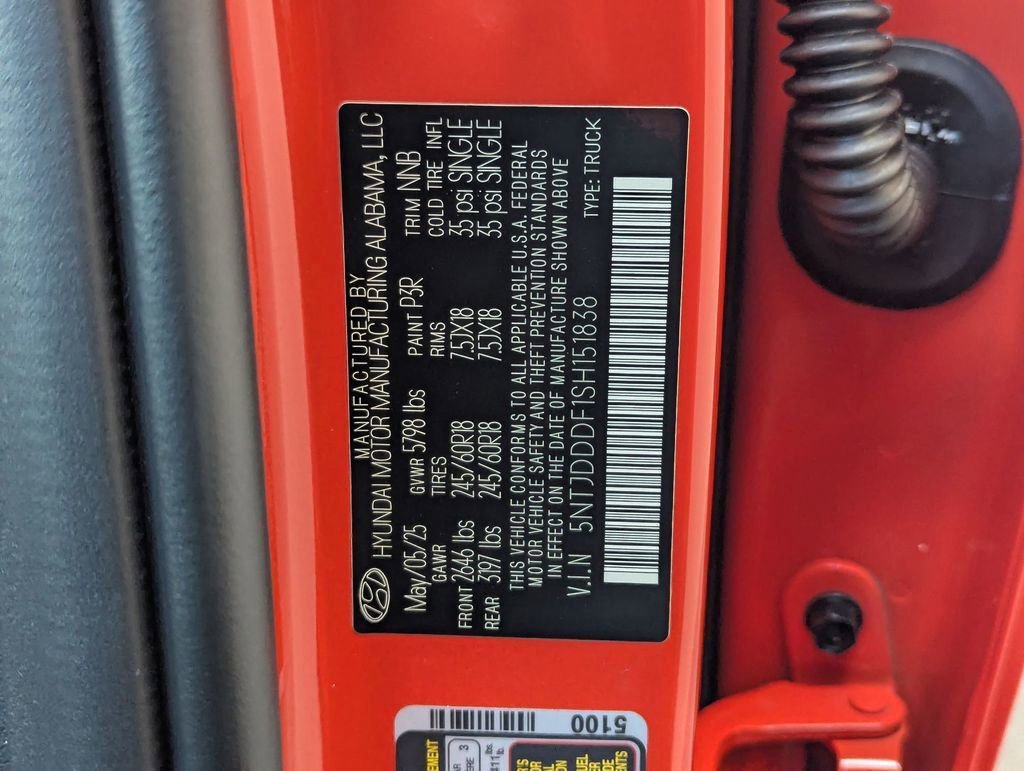 MANUFACTURED BY
HYUNDAI MOTOR MANUFACTURING ALABAMA, LLC
May/05/25 GVWR 5798 lbs PAINT P3R TRIM NNB
GAWR TIRES RIMS COLD TIRE INFL
FRONT 2646 lbs 245/60R18 7.5JX18 35 psi SINGLE
REAR 3197 lbs 245/60R18 7.5JX18 35 psi SINGLE
THIS VEHICLE CONFORMS TO ALL APPLICABLE U.S.A. FEDERAL
MOTOR VEHICLE SAFETY AND THEFT PREVENTION STANDARDS
IN EFFECT ON THE DATE OF MANUFACTURE SHOWN ABOVE
V.I.N 5NTJDDDF1SH151838 TYPE: TRUCK
5100